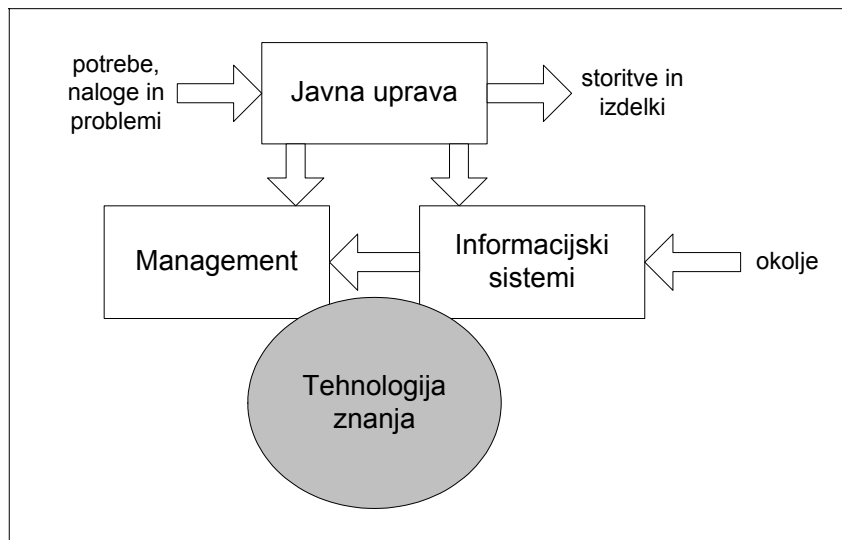 potrebe,
naloge in
problemi
Javna uprava
storitve in
izdelki
Management
Informacijski
sistemi
okolje
Tehnologija
znanja